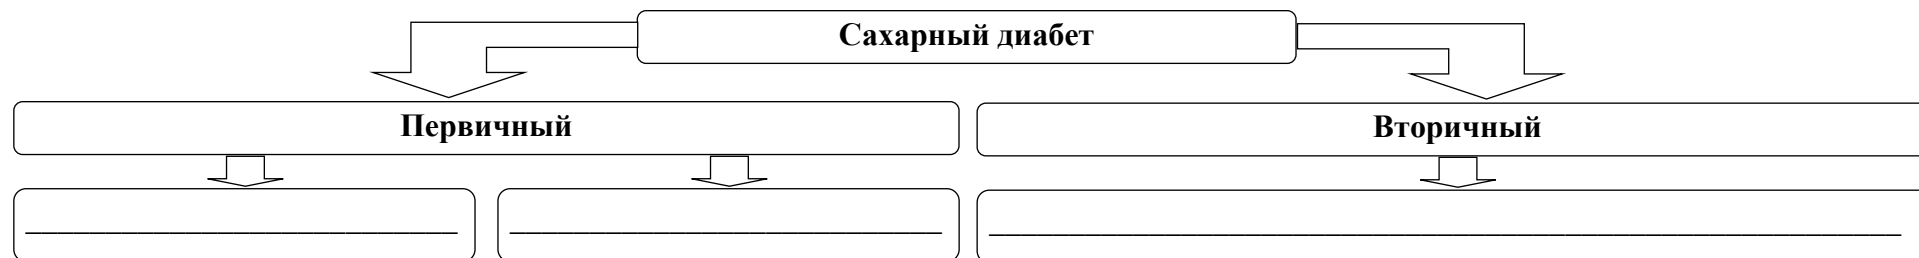 Сахарный диабет
Первичный
Вторичный